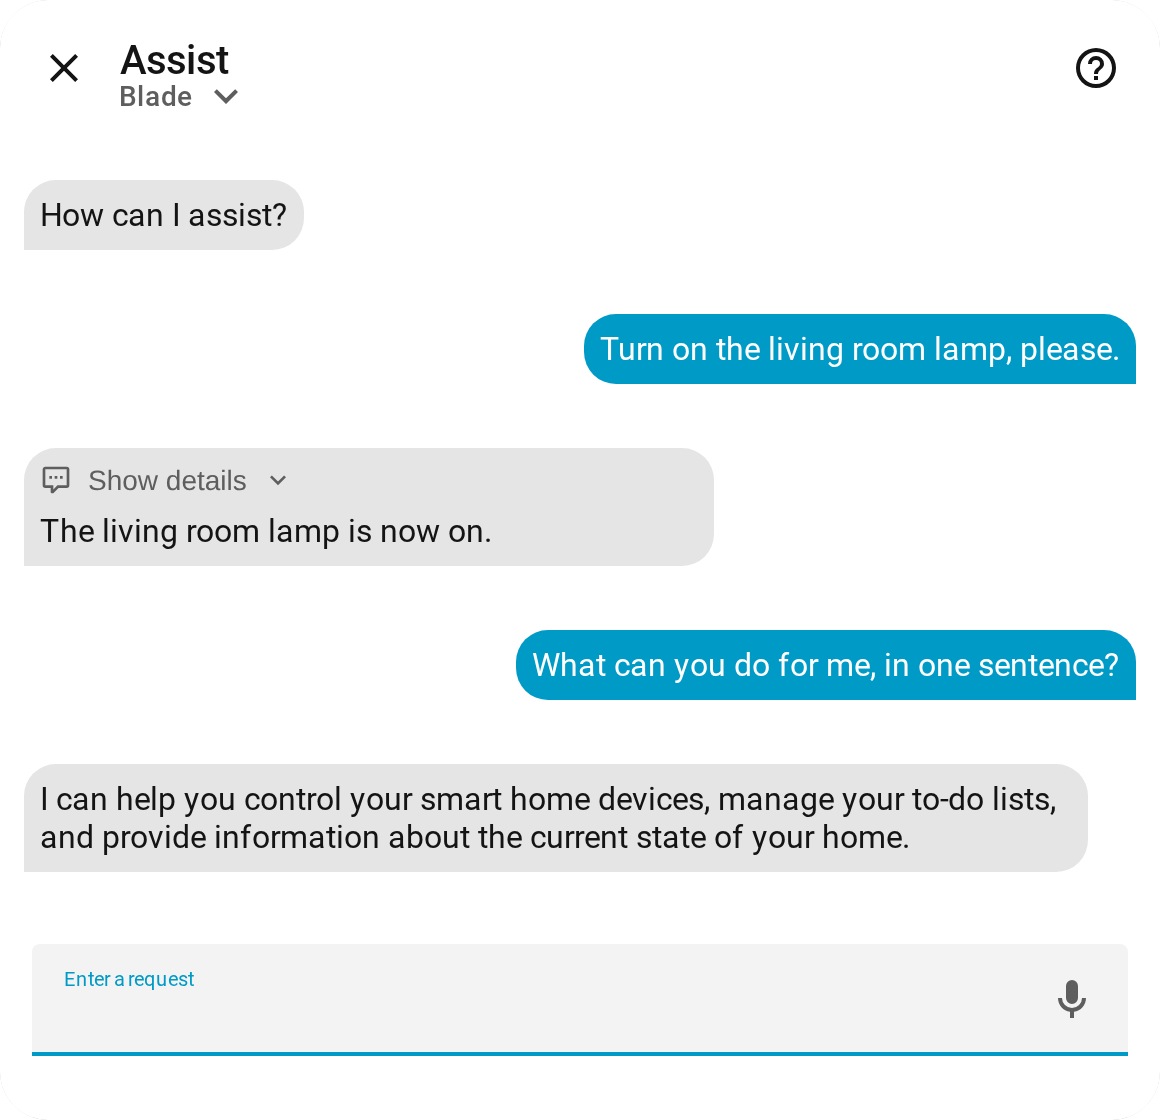 Assist
Blade
How can I assist?
Turn on the living room lamp, please.
Show details
The living room lamp is now on.
What can you do for me, in one sentence?
I can help you control your smart home devices, manage your to-do lists,
and provide information about the current state of your home.
Enter a request